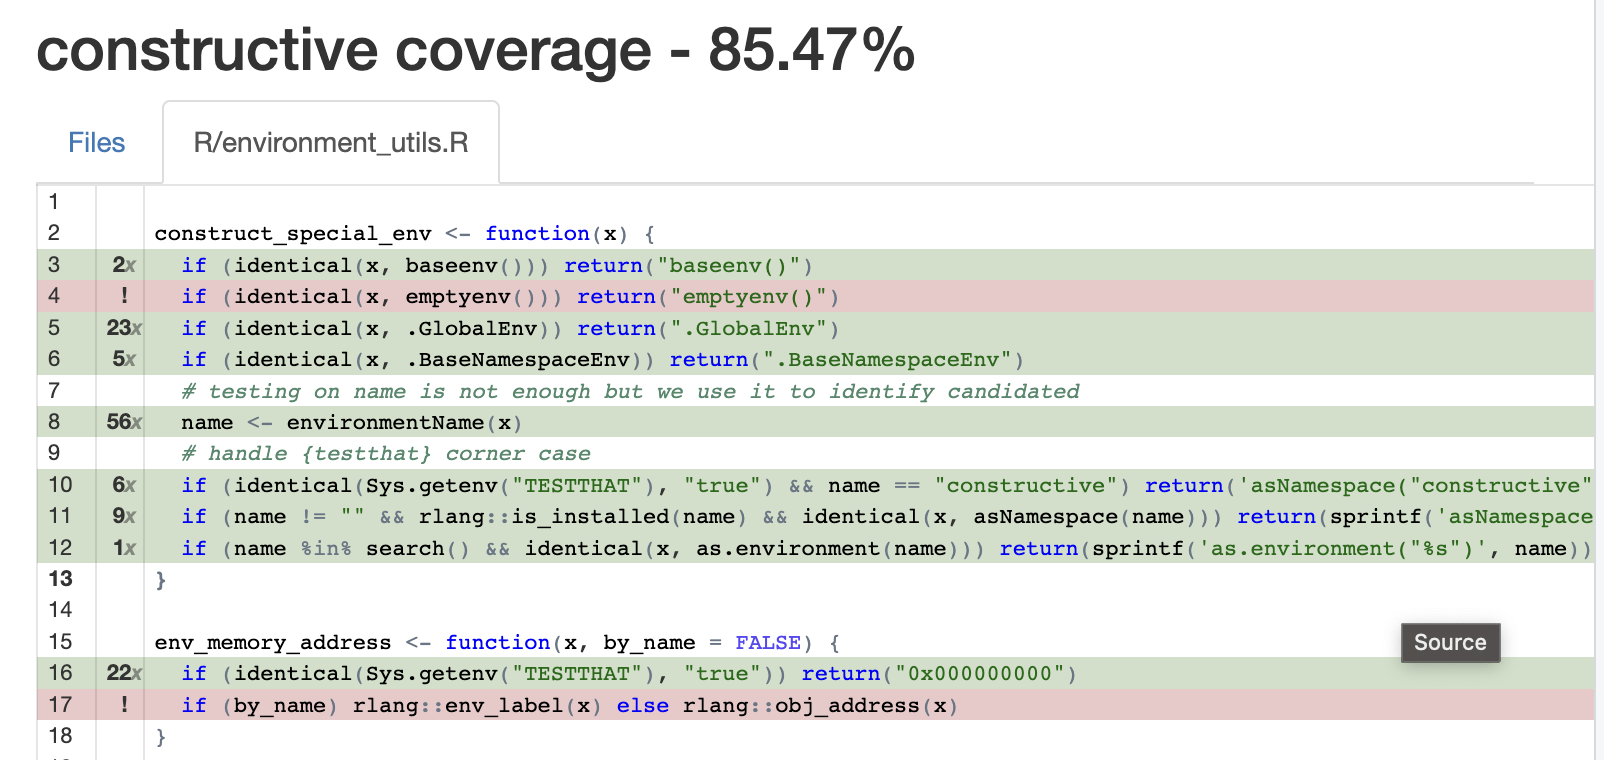 constructive coverage - 85.47%
Files R/environment_utils.R
1
2 construct_special_env <- function(x) {
3 2x if (identical(x, baseenv())) return("baseenv()")
4 ! if (identical(x, emptyenv())) return("emptyenv()")
5 23x if (identical(x, .GlobalEnv)) return(".GlobalEnv")
6 5x if (identical(x, .BaseNamespaceEnv)) return(".BaseNamespaceEnv")
7 # testing on name is not enough but we use it to identify candidated
8 56x name <- environmentName(x)
9 # handle {testthat} corner case
10 6x if (identical(Sys.getenv("TESTTHAT"), "true") && name == "constructive") return('asNamespace("constructive"
11 9x if (name != "" && rlang::is_installed(name) && identical(x, asNamespace(name))) return(sprintf('asNamespace
12 1x if (name %in% search() && identical(x, as.environment(name))) return(sprintf('as.environment("%s")', name))
13 }
14
15 env_memory_address <- function(x, by_name = FALSE) {
Source
16 22x if (identical(Sys.getenv("TESTTHAT"), "true")) return("0x000000000")
17 ! if (by_name) rlang::env_label(x) else rlang::obj_address(x)
18 }